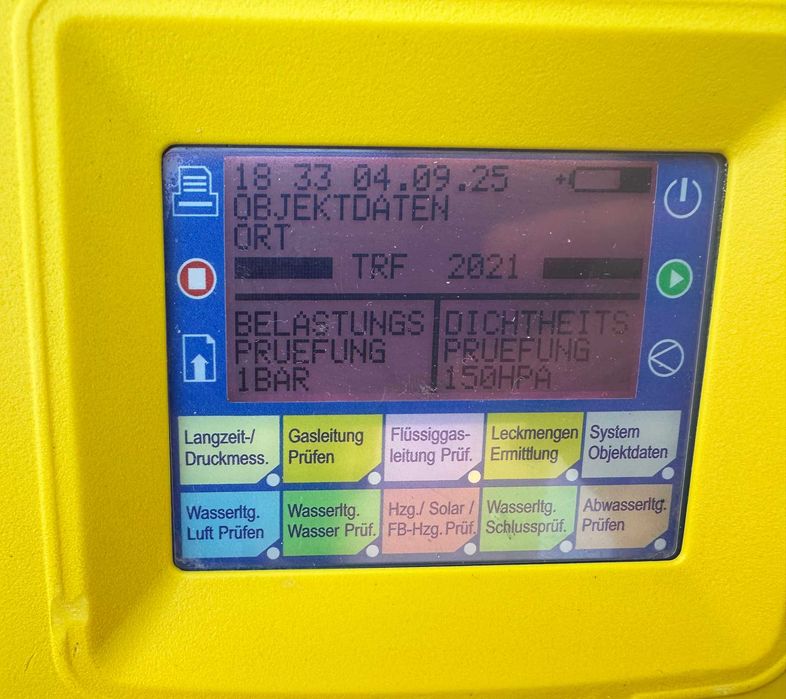 18 33 04.09.25
OBJEKTDATEN
ORT
TRF 2021
BELASTUNGS
PRUEFUNG
1BAR
DICHTHEITS
PRUEFUNG
150HPA
Langzeit-/
Druckmess.
Gasleitung
Prüfen
Flüssiggas-
leitung Prüf.
Leckmengen
Ermittlung
System
Objektdaten
Wasserltg.
Luft Prüfen
Wasserltg.
Wasser Prüf.
Hzg./ Solar /
FB-Hzg. Prüf.
Wasserltg.
Schlussprüf.
Abwasserltg.
Prüfen